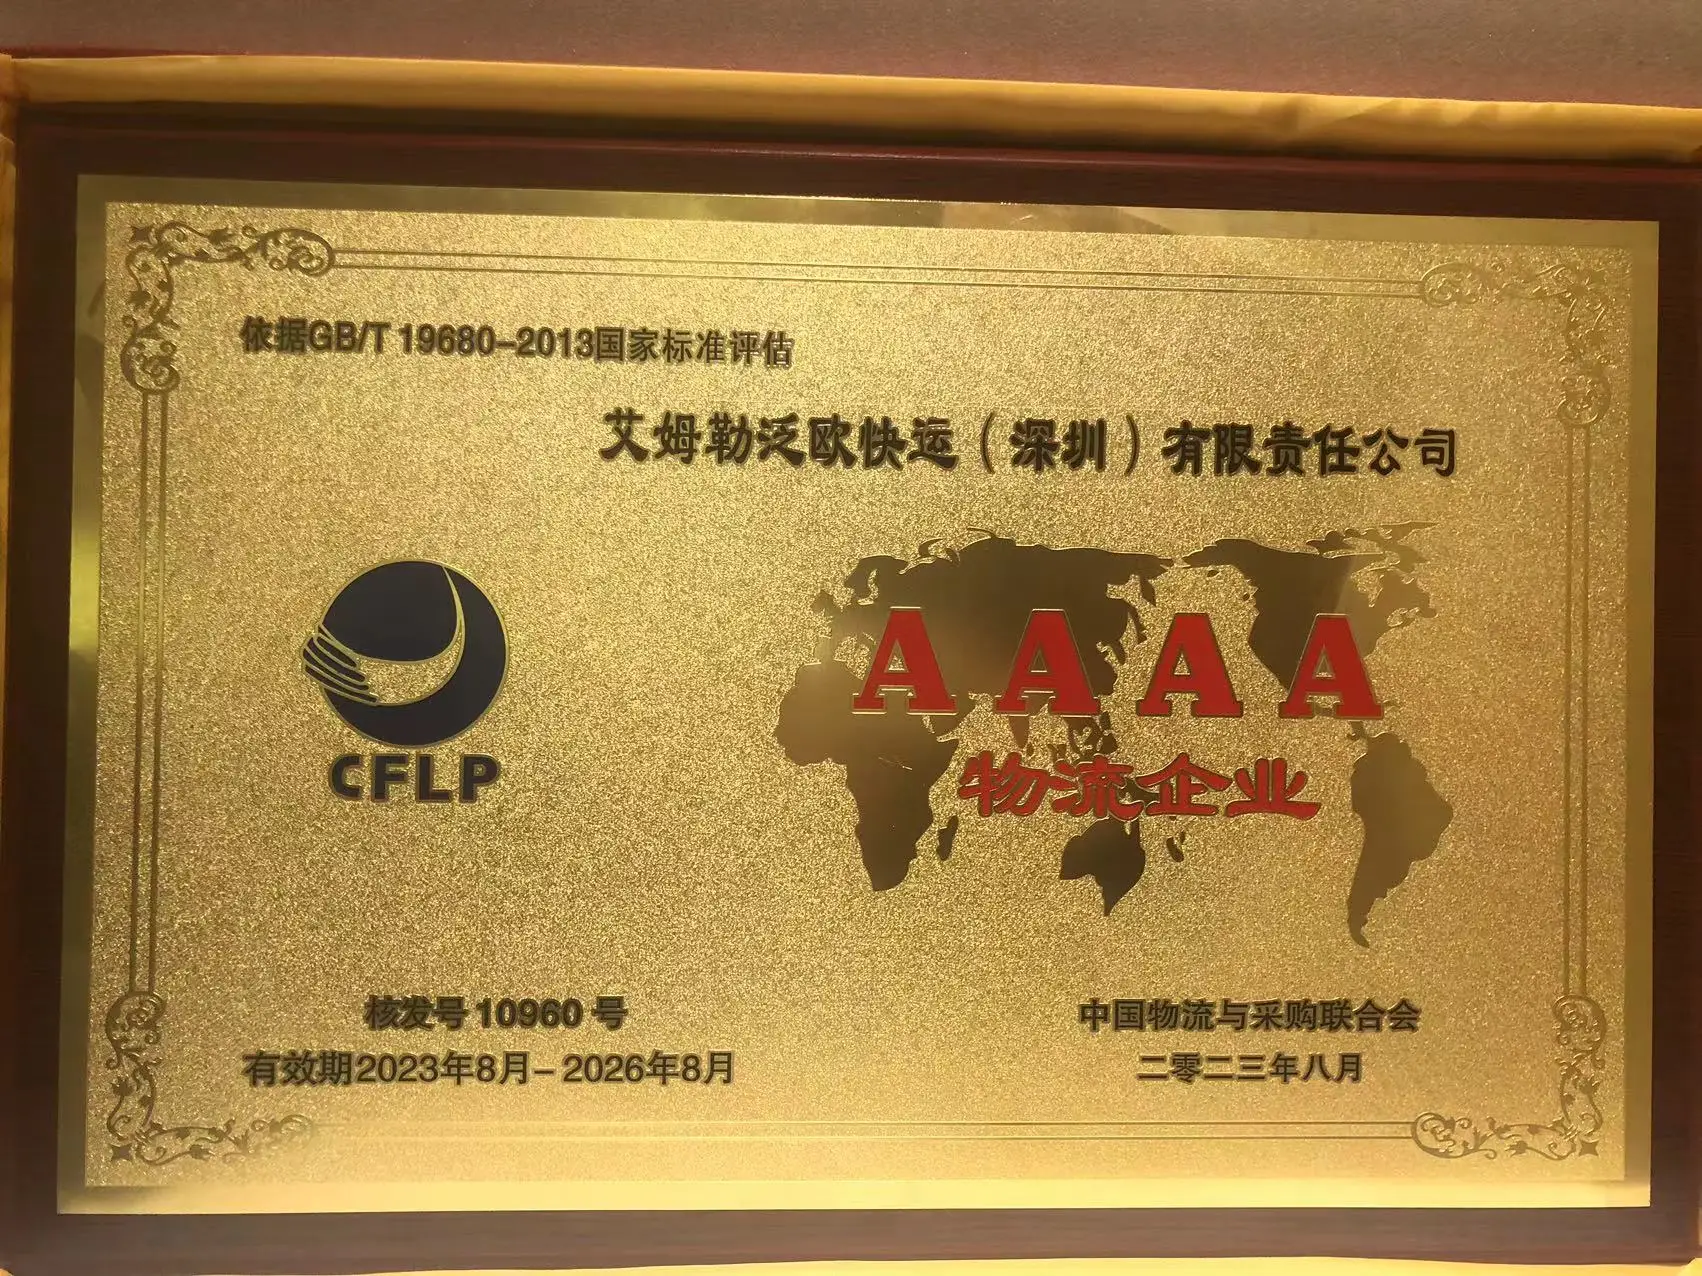 依据GB/T 19680-2013国家标准评估
艾姆勒泛欧快运（深圳）有限责任公司
CFLP
AAAA
物流企业
核发号 10960 号
有效期2023年8月-2026年8月
中国物流与采购联合会
二零二三年八月